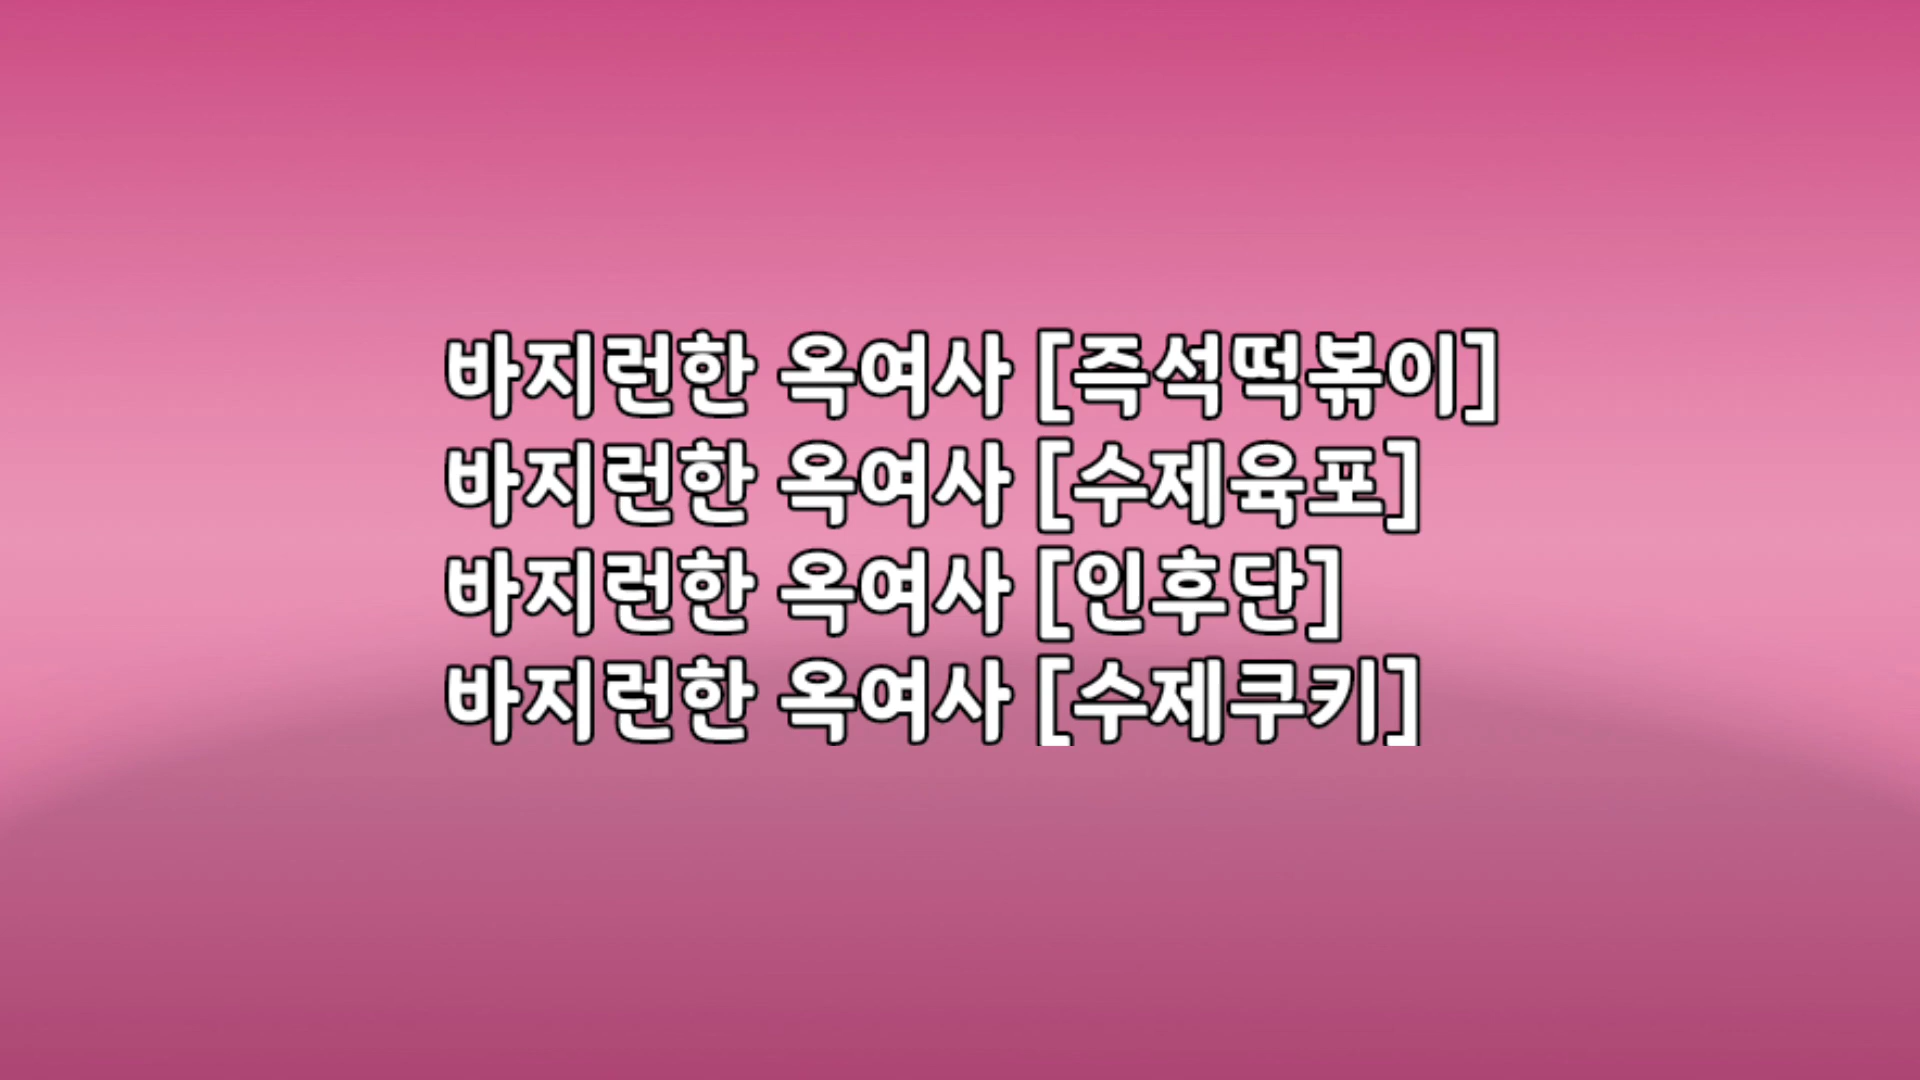 바지런한 옥여사 [즉석떡볶이]
바지런한 옥여사 [수제육포]
바지런한 옥여사 [인후단]
바지런한 옥여사 [수제쿠키]